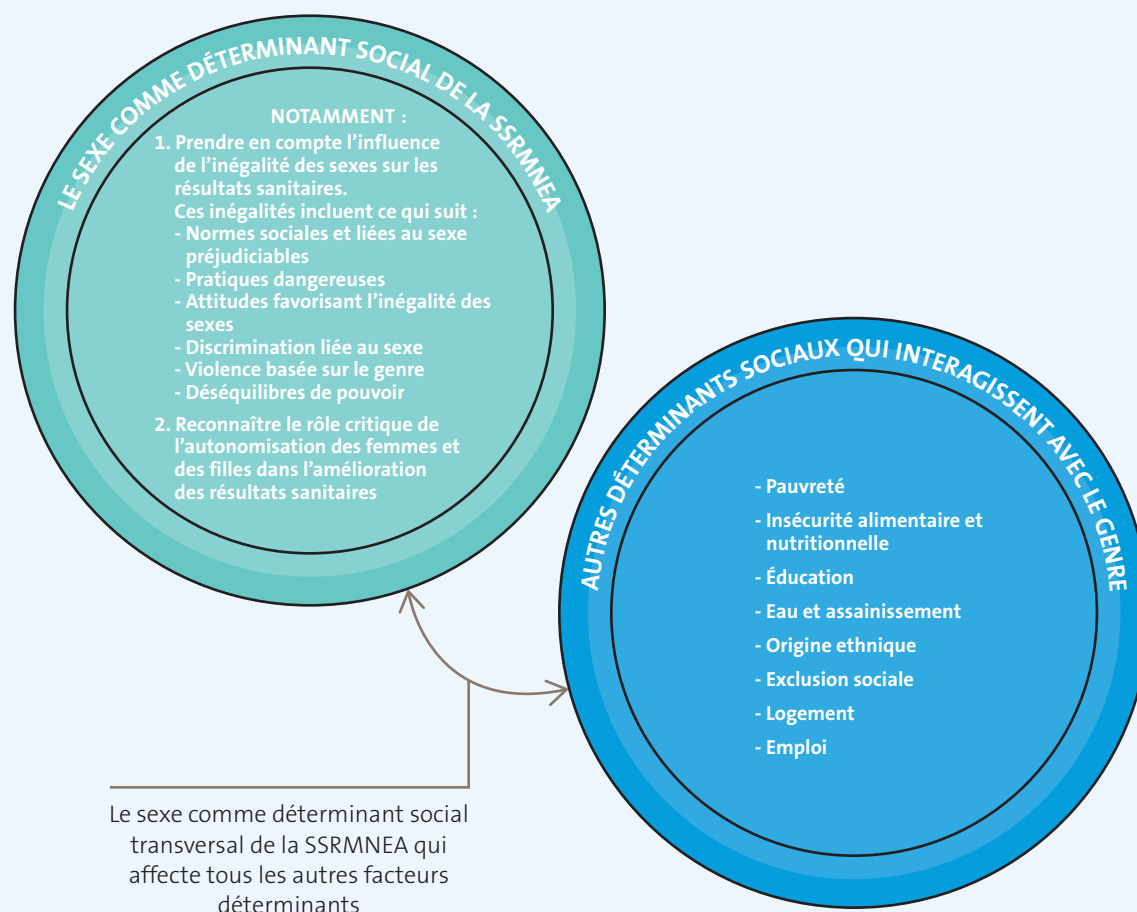 LE SEXE COMME DÉTERMINANT SOCIAL DE LA SSRMNEA
NOTAMMENT :
1. Prendre en compte l’influence
de l’inégalité des sexes sur les
résultats sanitaires.
Ces inégalités incluent ce qui suit :
- Normes sociales et liées au sexe
préjudiciables
- Pratiques dangereuses
- Attitudes favorisant l’inégalité des
sexes
- Discrimination liée au sexe
- Violence basée sur le genre
- Déséquilibres de pouvoir
2. Reconnaître le rôle critique de
l’autonomisation des femmes et
des filles dans l’amélioration
des résultats sanitaires
AUTRES DÉTERMINANTS SOCIAUX QUI INTERAGISSENT AVEC LE GENRE
- Pauvreté
- Insécurité alimentaire et
nutritionnelle
- Éducation
- Eau et assainissement
- Origine ethnique
- Exclusion sociale
- Logement
- Emploi
Le sexe comme déterminant social
transversal de la SSRMNEA qui
affecte tous les autres facteurs
déterminants